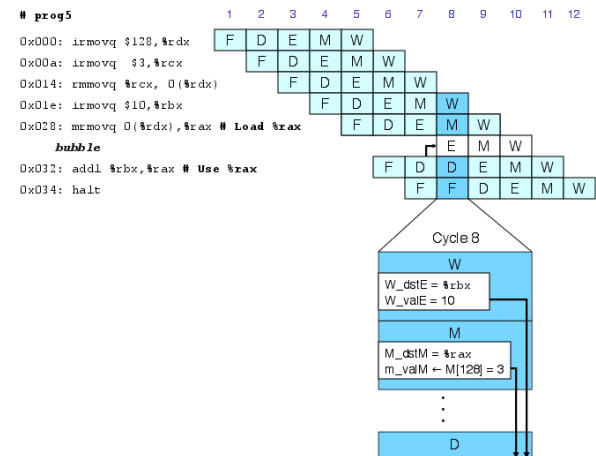 # prog5 1 2 3 4 5 6 7 8 9 10 11 12
0x000: irmovq $128,%rdx F D E M W
0x00a: irmovq $3,%rcx F D E M W
0x014: rmmovq %rcx, 0(%rdx) F D E M W
0x01e: irmovq $10,%rbx F D E M W
0x028: mrmovq 0(%rdx),%rax # Load %rax F D E M W
bubble E M W
0x032: addl %rbx,%rax # Use %rax F D D E M W
0x034: halt F F D E M W
Cycle 8
W
W_dstE = %rbx
W_valE = 10
M
M_dstM = %rax
m_valM ← M[128] = 3
D